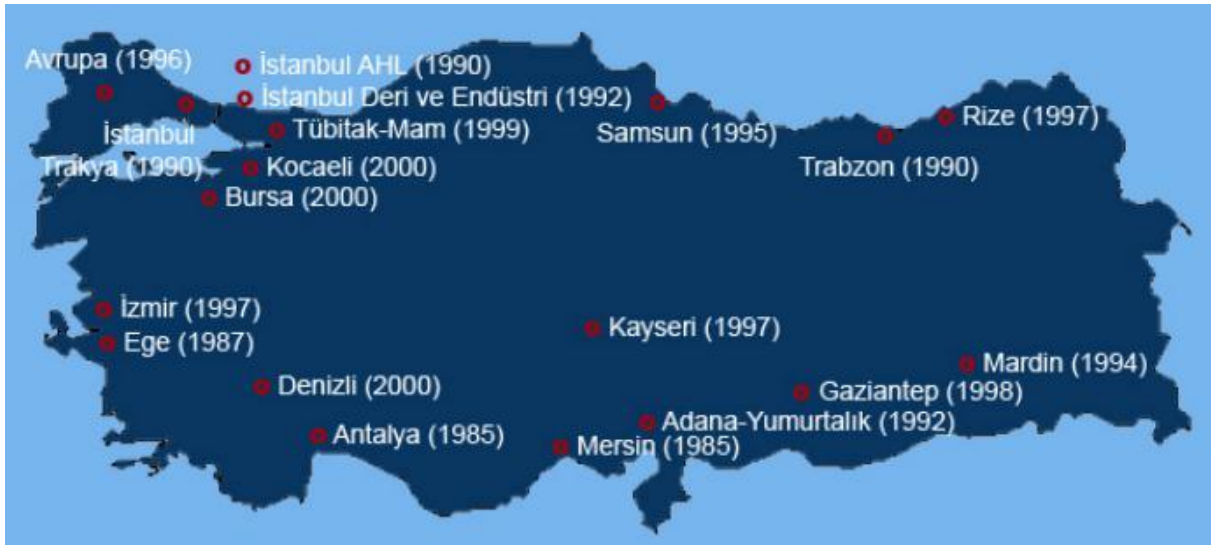 Avrupa (1996)
İstanbul AHL (1990)
İstanbul Deri ve Endüstri (1992)
İstanbul
Trakya (1990)
Tübitak-Mam (1999)
Kocaeli (2000)
Bursa (2000)
Samsun (1995)
Trabzon (1990)
Rize (1997)
İzmir (1997)
Ege (1987)
Denizli (2000)
Antalya (1985)
Kayseri (1997)
Mersin (1985)
Adana-Yumurtalık (1992)
Gaziantep (1998)
Mardin (1994)